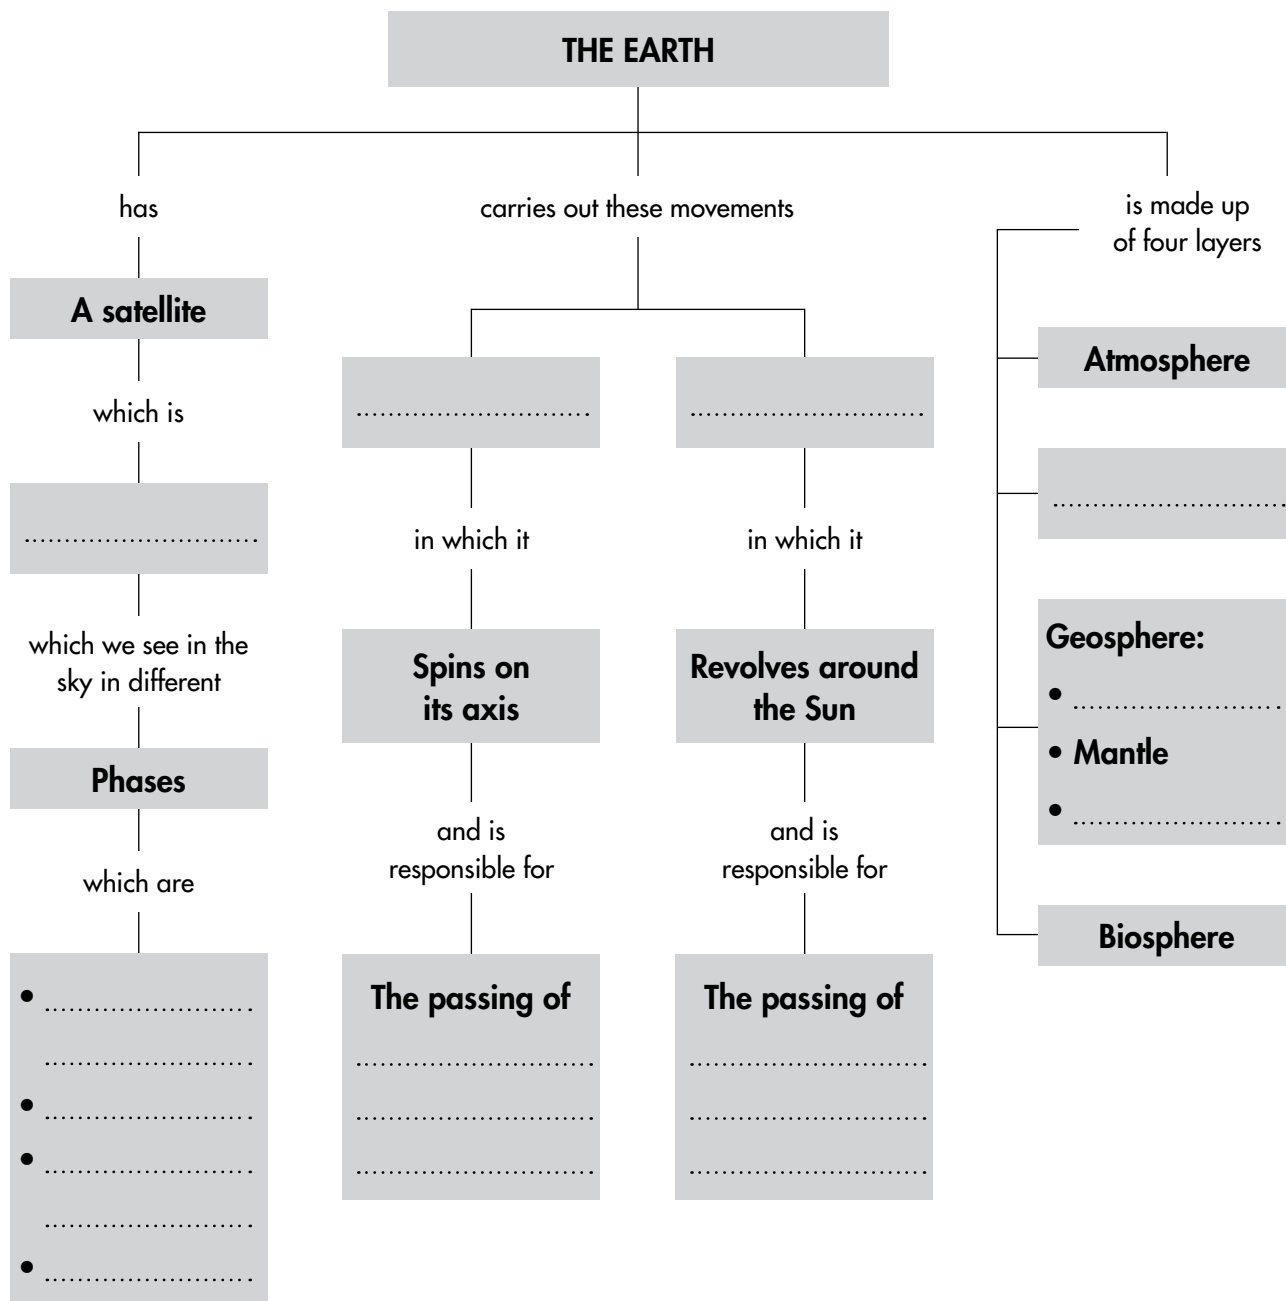 THE EARTH
has
A satellite
which is
..............................
which we see in the
sky in different
Phases
which are
• ..............................
..............................
• ..............................
• ..............................
..............................
• ..............................
carries out these movements
..............................
in which it
Spins on
its axis
and is
responsible for
The passing of
..............................
..............................
..............................
..............................
in which it
Revolves around
the Sun
and is
responsible for
The passing of
..............................
..............................
..............................
is made up
of four layers
Atmosphere
..............................
Geosphere:
• ..............................
• Mantle
• ..............................
Biosphere